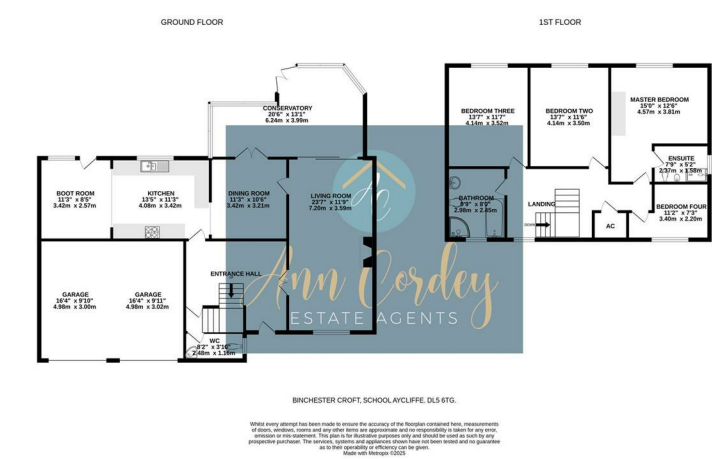 GROUND FLOOR
1ST FLOOR
CONSERVATORY
20'6" x 13'1"
6.24m x 3.99m
BOOT ROOM
11'3" x 8'5"
3.42m x 2.57m
KITCHEN
13'5" x 11'3"
4.08m x 3.42m
DINING ROOM
11'3" x 10'6"
3.42m x 3.21m
LIVING ROOM
23'7" x 11'9"
7.20m x 3.59m
GARAGE
16'4" x 9'10"
4.98m x 3.00m
GARAGE
16'4" x 9'11"
4.98m x 3.02m
ENTRANCE HALL
WC
8'2" x 3'10"
2.48m x 1.16m
BEDROOM THREE
13'7" x 11'7"
4.14m x 3.52m
BEDROOM TWO
13'7" x 11'6"
4.14m x 3.50m
MASTER BEDROOM
15'0" x 12'6"
4.57m x 3.81m
ENSUITE
7'9" x 5'2"
2.37m x 1.58m
BATHROOM
9'9" x 8'0"
2.98m x 2.45m
LANDING
DOWN
AC
BEDROOM FOUR
11'2" x 7'3"
3.40m x 2.20m
AC
Ann Cordey
ESTATE AGENTS
BINCHESTER CROFT, SCHOOL AYCLIFFE. DL5 6TG.
Whilst every attempt has been made to ensure the accuracy of the floorplan contained here, measurements
of doors, windows, rooms and any other items are approximate and no responsibility is taken for any error,
omission or mis-statement. This plan is for illustrative purposes only and should be used as such by any
prospective purchaser. The services, systems and appliances shown have not been tested and no guarantee
as to their operability or efficiency can be given.
Made with Metropix ©2025